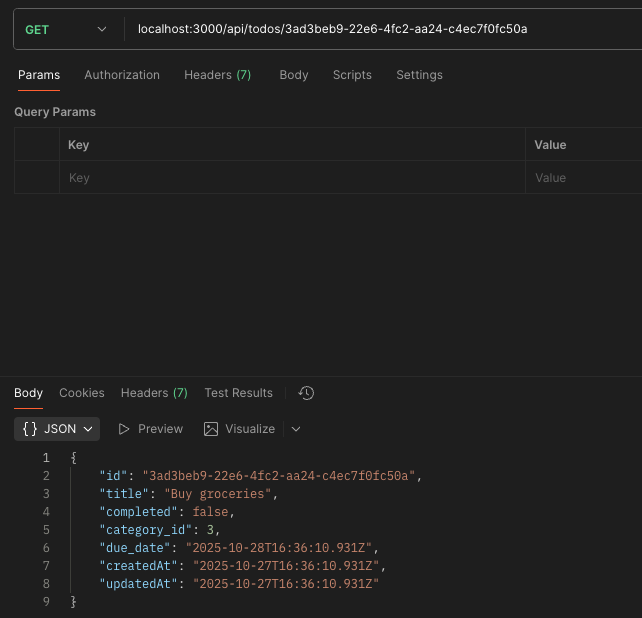 GET localhost:3000/api/todos/3ad3beb9-22e6-4fc2-aa24-c4ec7f0fc50a
Params Authorization Headers (7) Body Scripts Settings
Query Params
Key Value
Key Value
Body Cookies Headers (7) Test Results
{} JSON Preview Visualize
1 {
2 "id": "3ad3beb9-22e6-4fc2-aa24-c4ec7f0fc50a",
3 "title": "Buy groceries",
4 "completed": false,
5 "category_id": 3,
6 "due_date": "2025-10-28T16:36:10.931Z",
7 "createdAt": "2025-10-27T16:36:10.931Z",
8 "updatedAt": "2025-10-27T16:36:10.931Z"
9 }